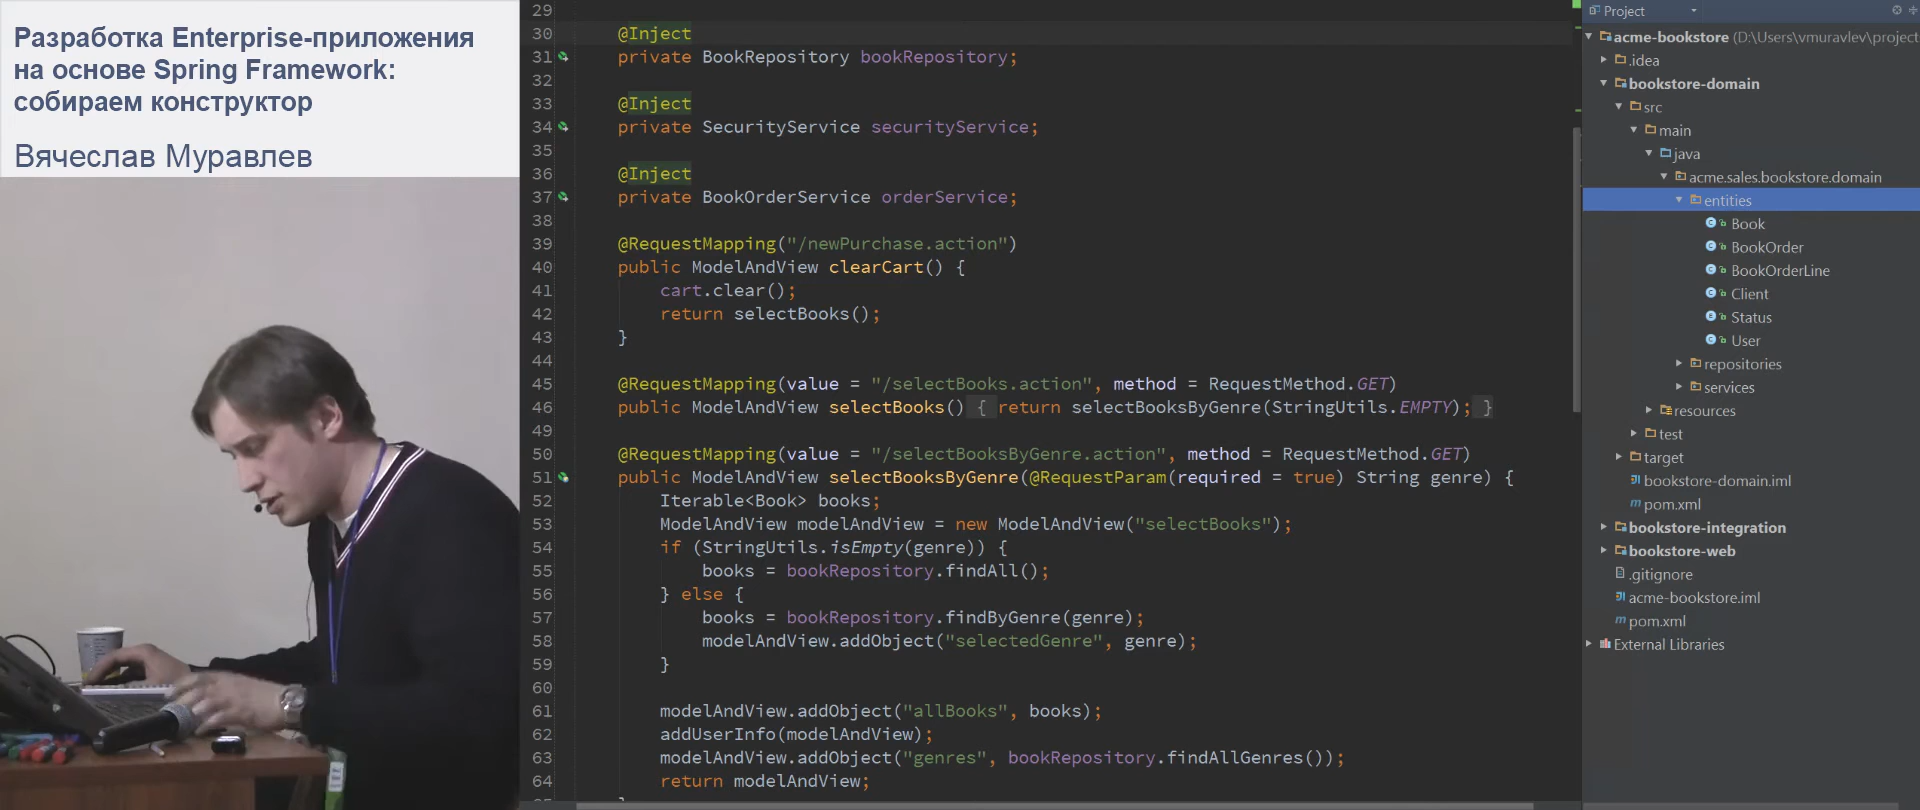 Разработка Enterprise-приложения
на основе Spring Framework:
собираем конструктор
Вячеслав Муравлев
29
30 @Inject
31 private BookRepository bookRepository;
32
33 @Inject
34 private SecurityService securityService;
35
36 @Inject
37 private BookOrderService orderService;
38
39 @RequestMapping("/newPurchase.action")
40 public ModelAndView clearCart() {
41 cart.clear();
42 return selectBooks();
43 }
44
45 @RequestMapping(value = "/selectBooks.action", method = RequestMethod.GET)
46 public ModelAndView selectBooks() { return selectBooksByGenre(StringUtils.EMPTY); }
49
50 @RequestMapping(value = "/selectBooksByGenre.action", method = RequestMethod.GET)
51 public ModelAndView selectBooksByGenre(@RequestParam(required = true) String genre) {
52 Iterable<Book> books;
53 ModelAndView modelAndView = new ModelAndView("selectBooks");
54 if (StringUtils.isEmpty(genre)) {
55 books = bookRepository.findAll();
56 } else {
57 books = bookRepository.findByGenre(genre);
58 modelAndView.addObject("selectedGenre", genre);
59 }
60
61 modelAndView.addObject("allBooks", books);
62 addUserInfo(modelAndView);
63 modelAndView.addObject("genres", bookRepository.findAllGenres());
64 return modelAndView;
Project
acme-bookstore (D:\Users\vmuravlev\project
.idea
bookstore-domain
src
main
java
acme.sales.bookstore.domain
entities
Book
BookOrder
BookOrderLine
Client
Status
User
repositories
services
resources
test
target
bookstore-domain.iml
pom.xml
bookstore-integration
bookstore-web
.gitignore
acme-bookstore.iml
pom.xml
External Libraries